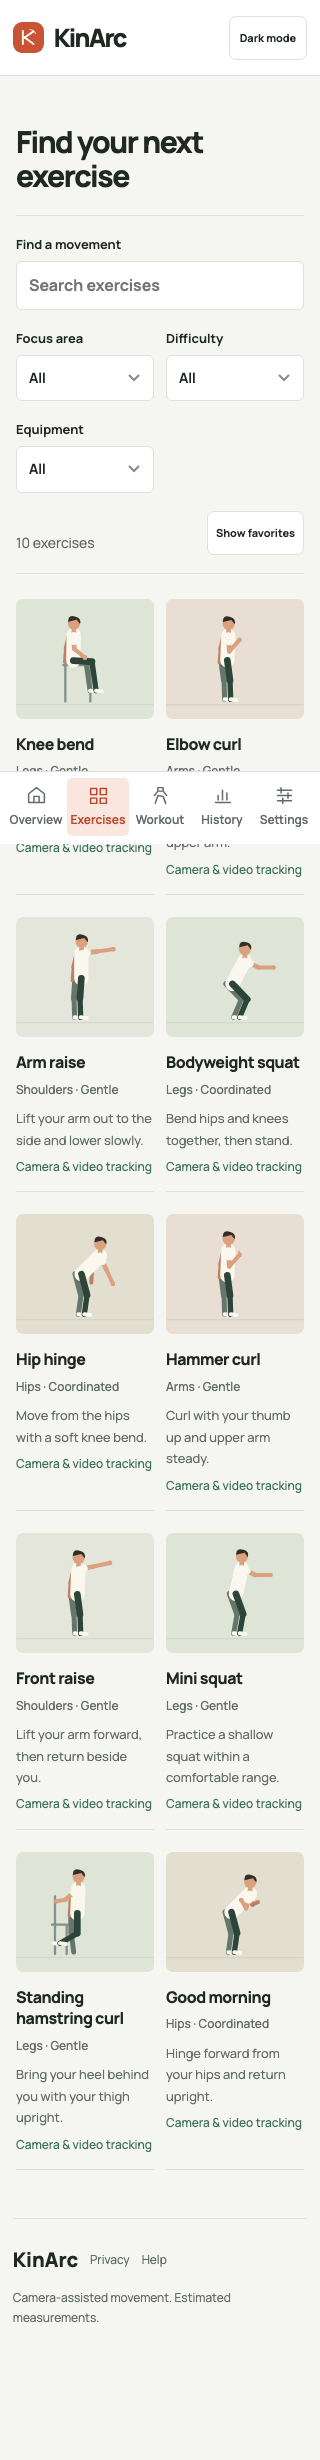 KinArc
Dark mode
Find your next
exercise
Find a movement
Search exercises
Focus area
Difficulty
All
All
Equipment
All
10 exercises
Show favorites
Knee bend
Elbow curl
Legs · Gentle
Arms · Gentle
Overview
Exercises
Workout
History
Settings
upper arm.
Camera & video tracking
Camera & video tracking
Arm raise
Bodyweight squat
Shoulders · Gentle
Legs · Coordinated
Lift your arm out to the
side and lower slowly.
Bend hips and knees
together, then stand.
Camera & video tracking
Camera & video tracking
Hip hinge
Hammer curl
Hips · Coordinated
Arms · Gentle
Move from the hips
with a soft knee bend.
Curl with your thumb
up and upper arm
steady.
Camera & video tracking
Camera & video tracking
Front raise
Mini squat
Shoulders · Gentle
Legs · Gentle
Lift your arm forward,
then return beside
you.
Practice a shallow
squat within a
comfortable range.
Camera & video tracking
Camera & video tracking
Standing
hamstring curl
Good morning
Legs · Gentle
Hips · Coordinated
Bring your heel behind
you with your thigh
upright.
Hinge forward from
your hips and return
upright.
Camera & video tracking
Camera & video tracking
KinArc
Privacy
Help
Camera-assisted movement. Estimated
measurements.